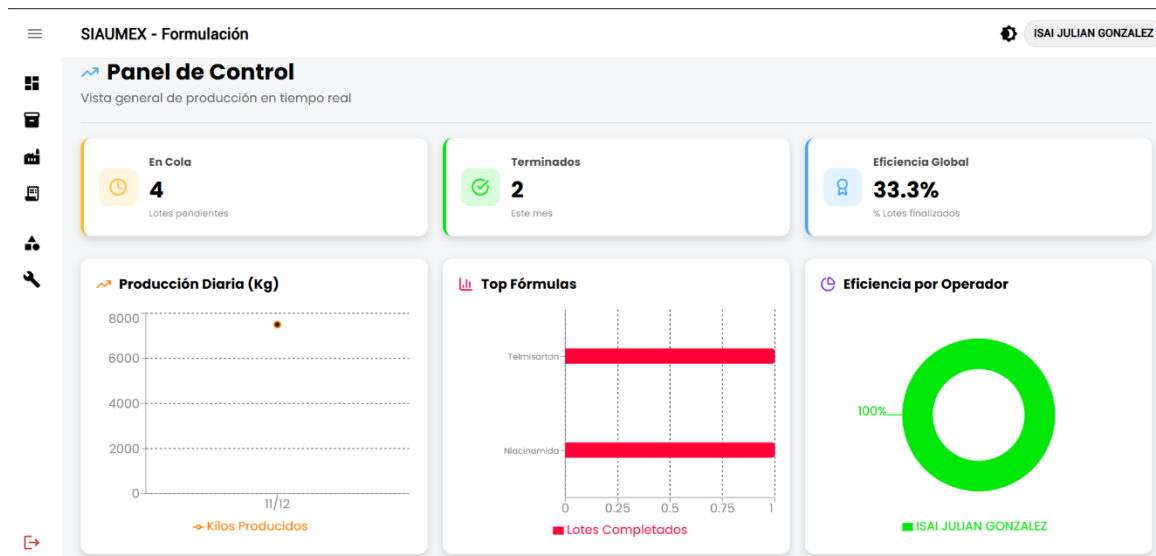 SIAUMEX - Formulación
ISAI JULIAN GONZALEZ
Panel de Control
Vista general de producción en tiempo real
En Cola
4
Lotes pendientes
Terminados
2
Este mes
Eficiencia Global
33.3%
% Lotes finalizados
Producción Diaria (Kg)
8000
6000
4000
2000
0
11/12
Kilos Producidos
Top Fórmulas
Telmisartan
Niacinamida
0 0.25 0.5 0.75 1
Lotes Completados
Eficiencia por Operador
100%
ISAI JULIAN GONZALEZ